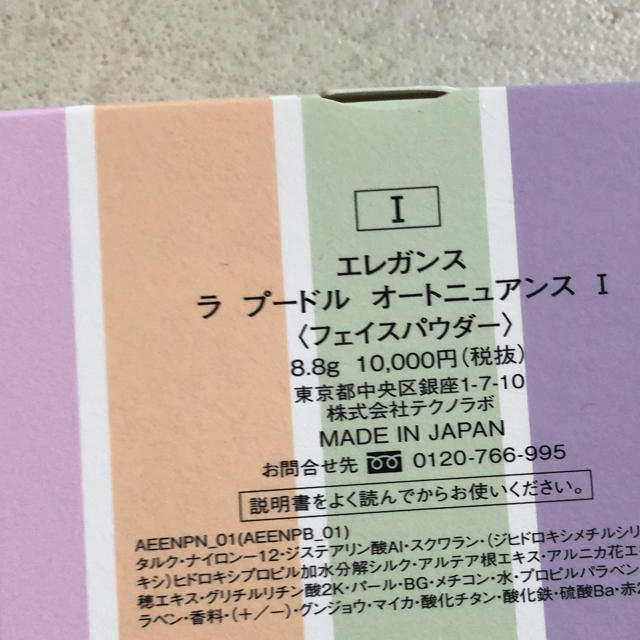 I
エレガンス
ラ プードル オートニュアンス I
〈フェイスパウダー〉
8.8g 10,000円(税抜)
東京都中央区銀座1-7-10
株式会社テクノラボ
MADE IN JAPAN
お問合せ先 0120-766-995
説明書をよく読んでからお使いください。
AEENPN_01(AEENPB_01)
タルク・ナイロン-12・ジステアリン酸Al・スクワラン・(ジヒドロキシメチルシリ
キシ)ヒドロキシプロピル加水分解シルク・アルテア根エキス・アルニカ花エ
穂エキス・グリチルリチン酸2K・パール・BG・メチコン・水・プロピルパラベン
ラベン・香料・(+/-)・グンジョウ・マイカ・酸化チタン・酸化鉄・硫酸Ba・赤2